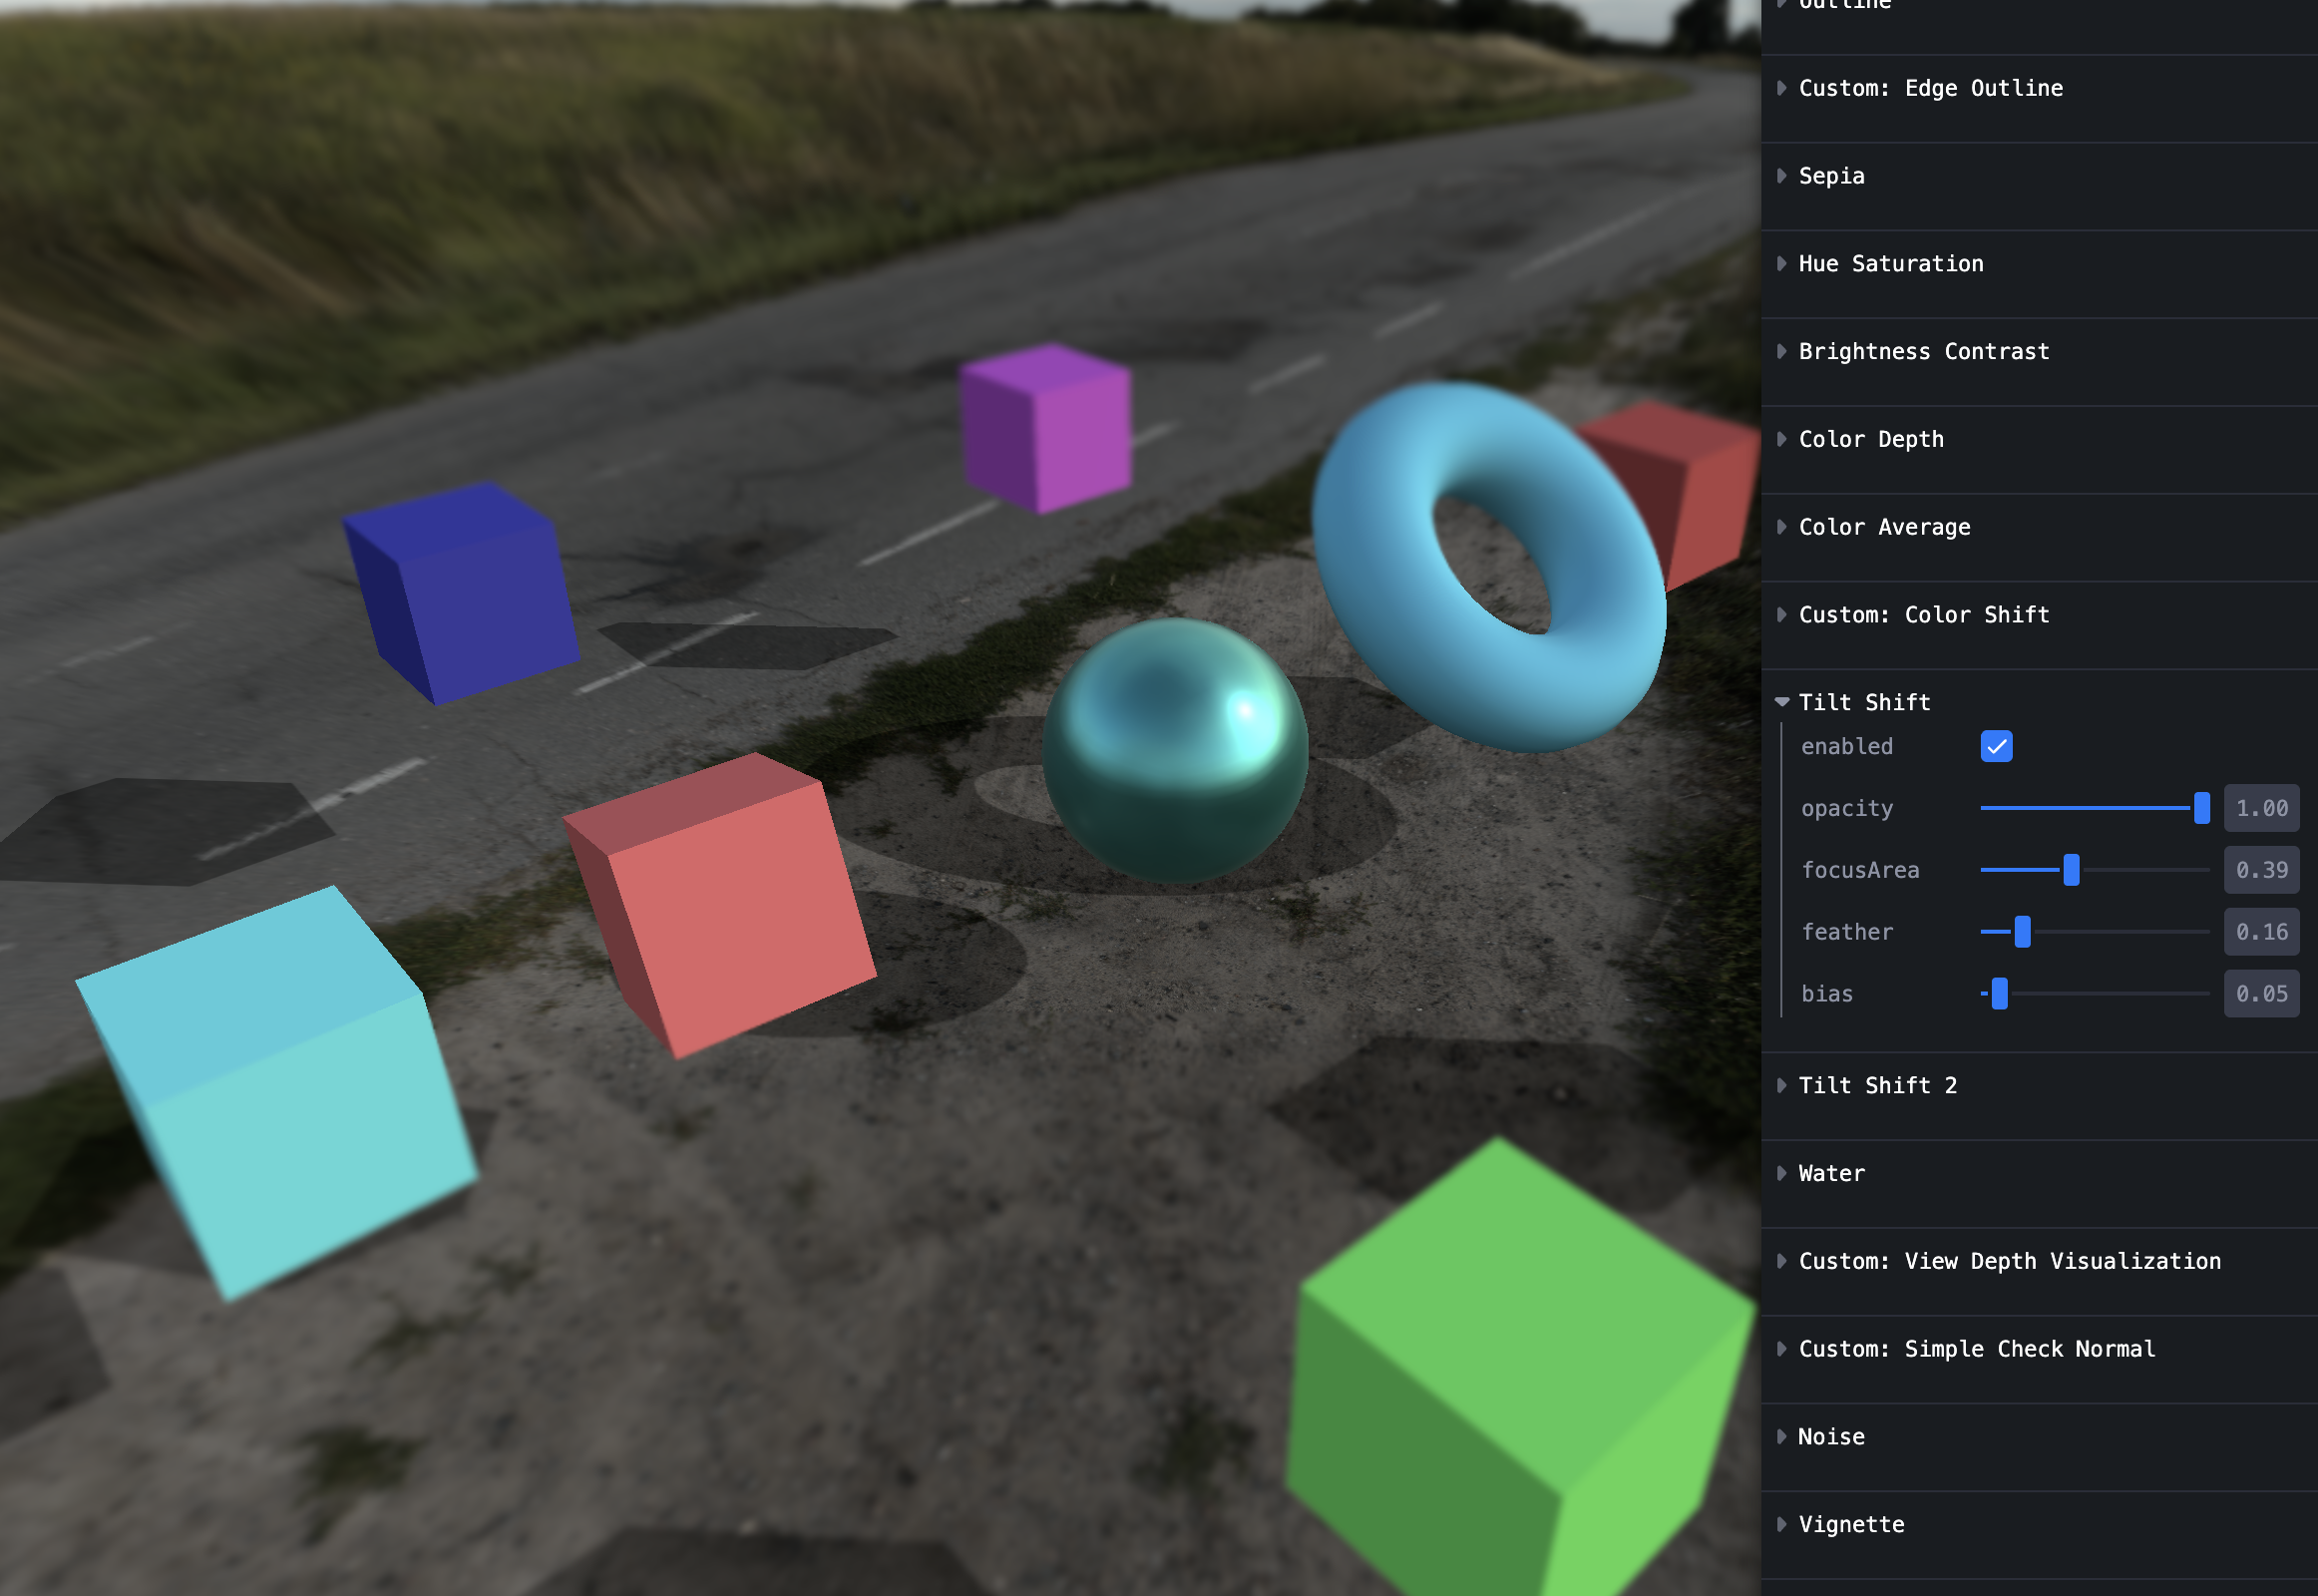 Outline
Custom: Edge Outline
Sepia
Hue Saturation
Brightness Contrast
Color Depth
Color Average
Custom: Color Shift
Tilt Shift
enabled
opacity 1.00
focusArea 0.39
feather 0.16
bias 0.05
Tilt Shift 2
Water
Custom: View Depth Visualization
Custom: Simple Check Normal
Noise
Vignette